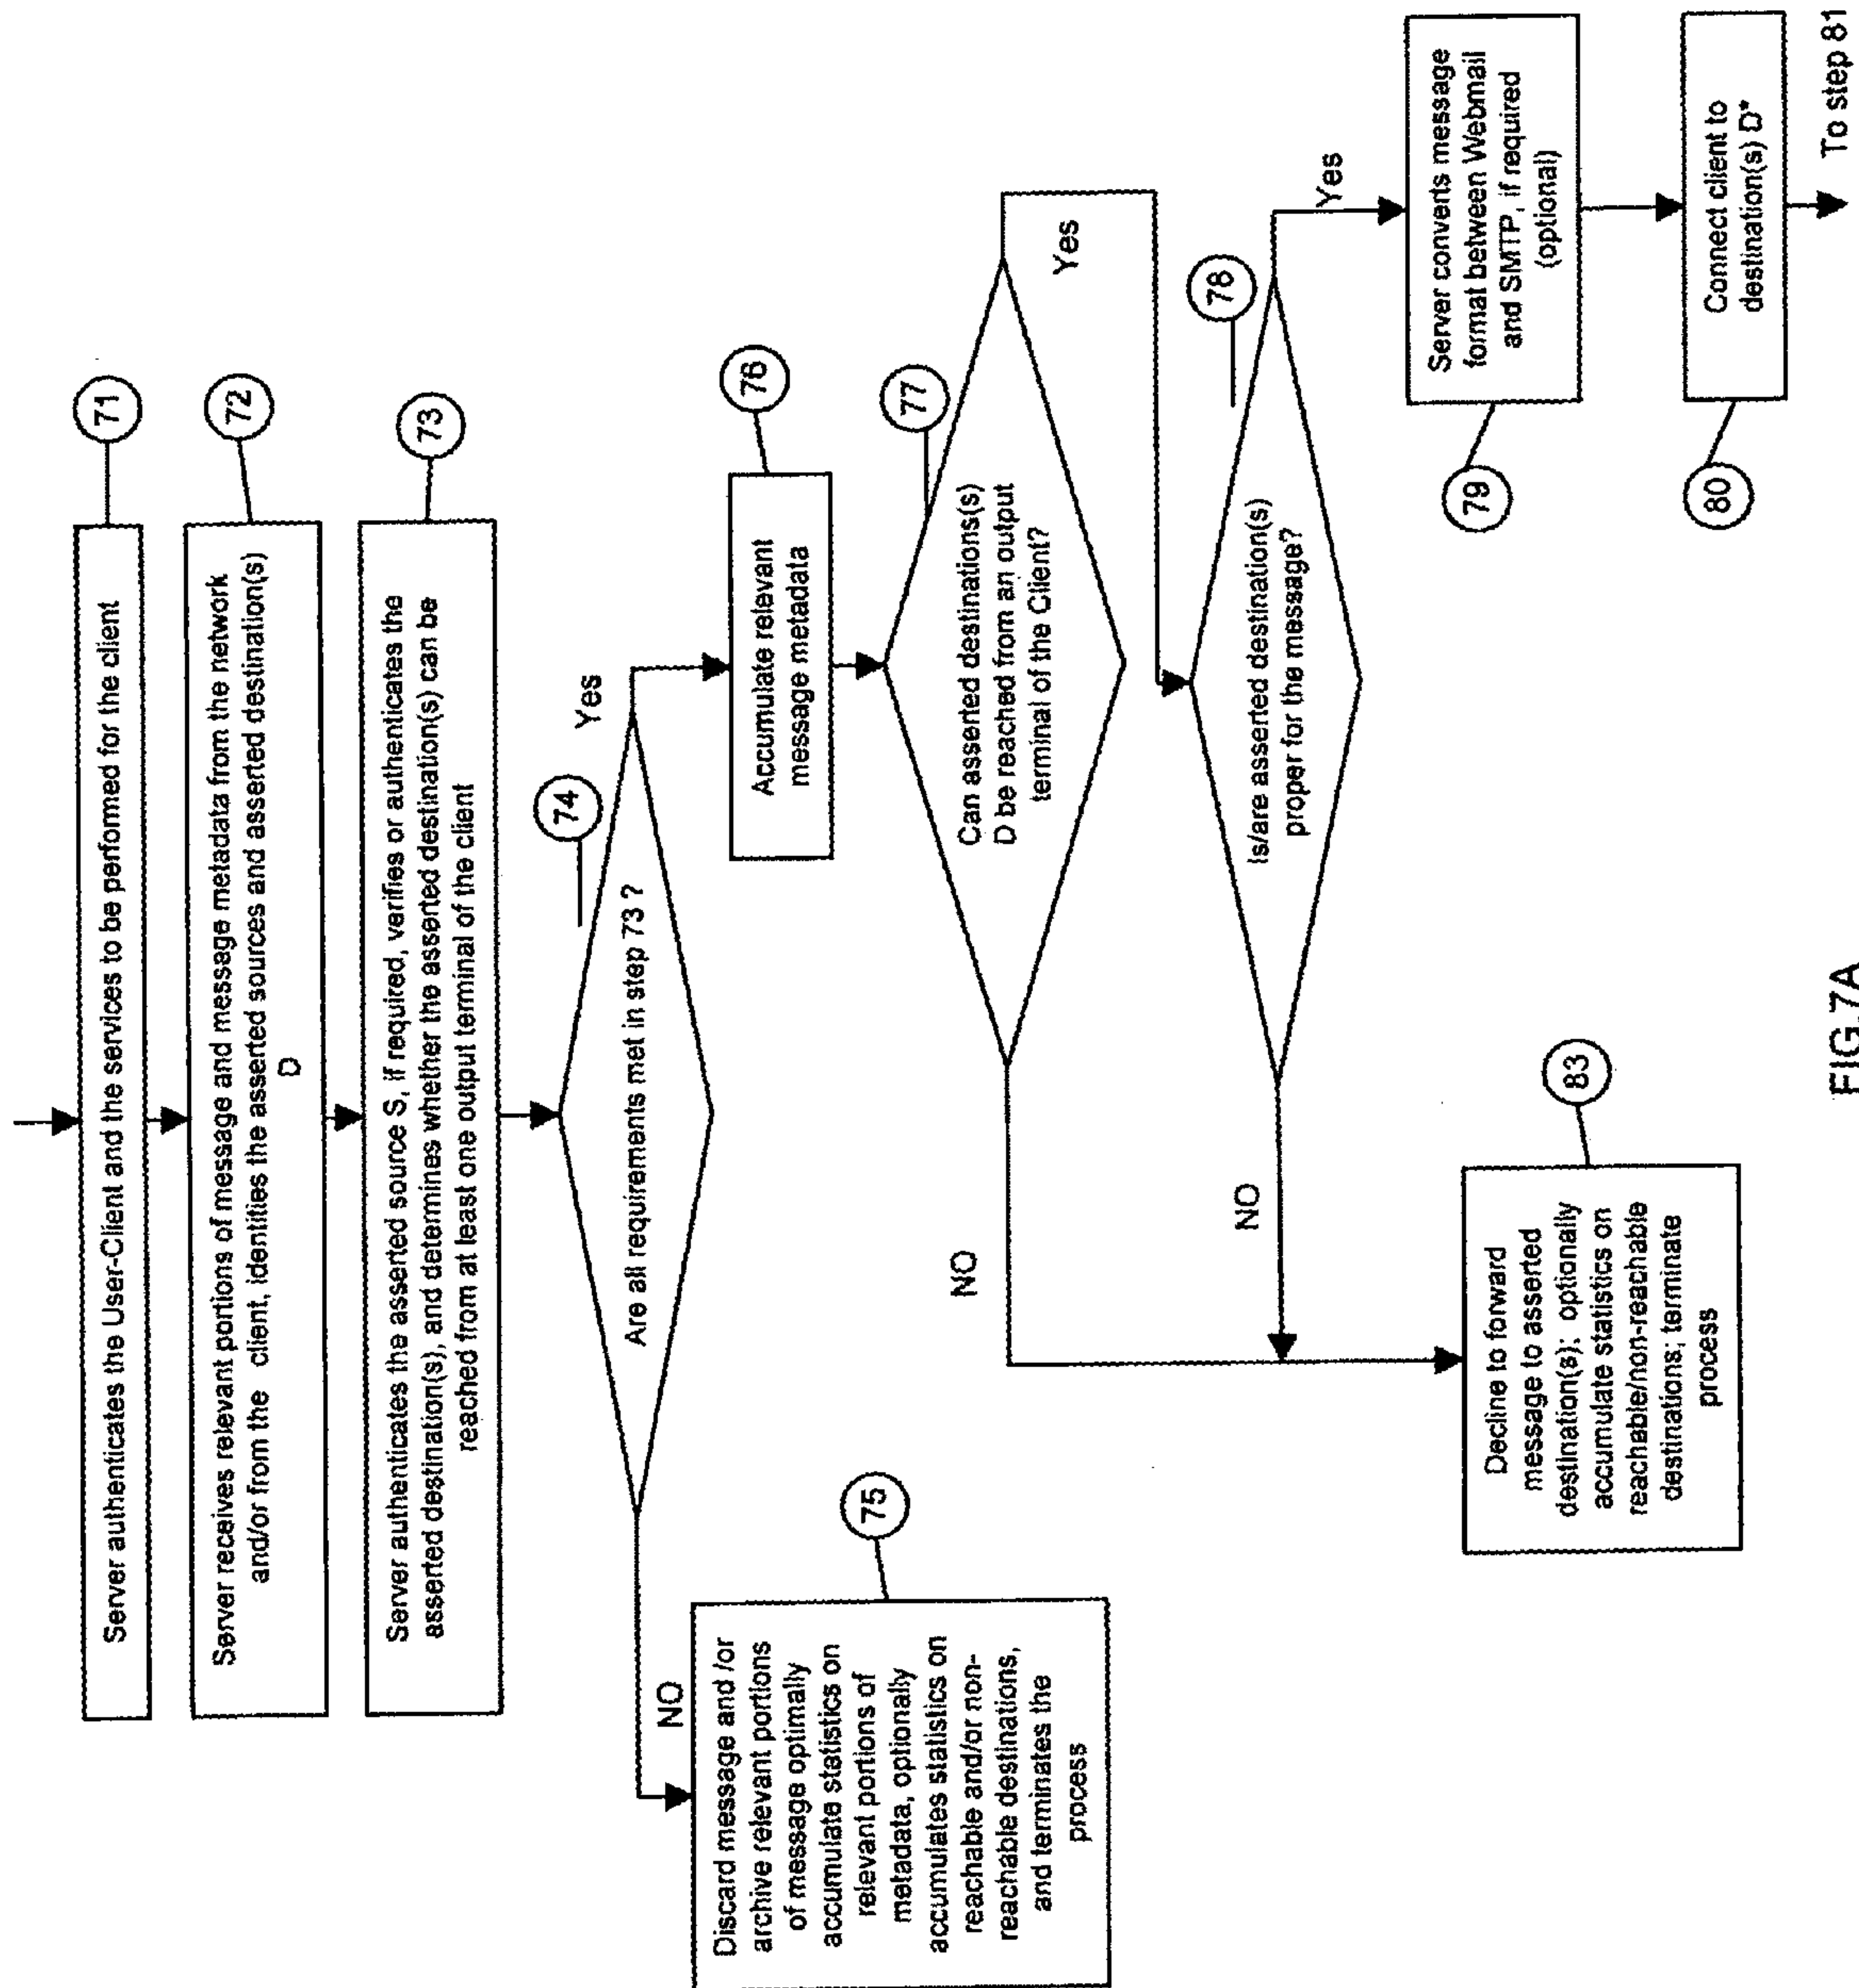 71
Server authenticates the User-Client and the services to be performed for the client
72
Server receives relevant portions of message and message metadata from the network
and/or from the client, identities the asserted sources and asserted destination(s)
D
73
Server authenticates the asserted source S, if required, verifies or authenticates the
asserted destination(s), and determines whether the asserted destination(s) can be
reached from at least one output terminal of the client
74
Are all requirements met in step 73 ?
Yes
NO
75
Discard message and /or
archive relevant portions
of message optimally
accumulate statistics on
relevant portions of
metadata, optionally
accumulates statistics on
reachable and/or non-
reachable destinations,
and terminates the
process
76
Accumulate relevant
message metadata
77
Can asserted destinations(s)
D be reached from an output
terminal of the Client?
Yes
NO
78
Is/are asserted destination(s)
proper for the message?
Yes
NO
79
Server converts message
format between Webmail
and SMTP, if required
(optional)
80
Connect client to
destination(s) D*
To step 81
83
Decline to forward
message to asserted
destination(s); optionally
accumulate statistics on
reachable/non-reachable
destinations; terminate
process
FIG.7A